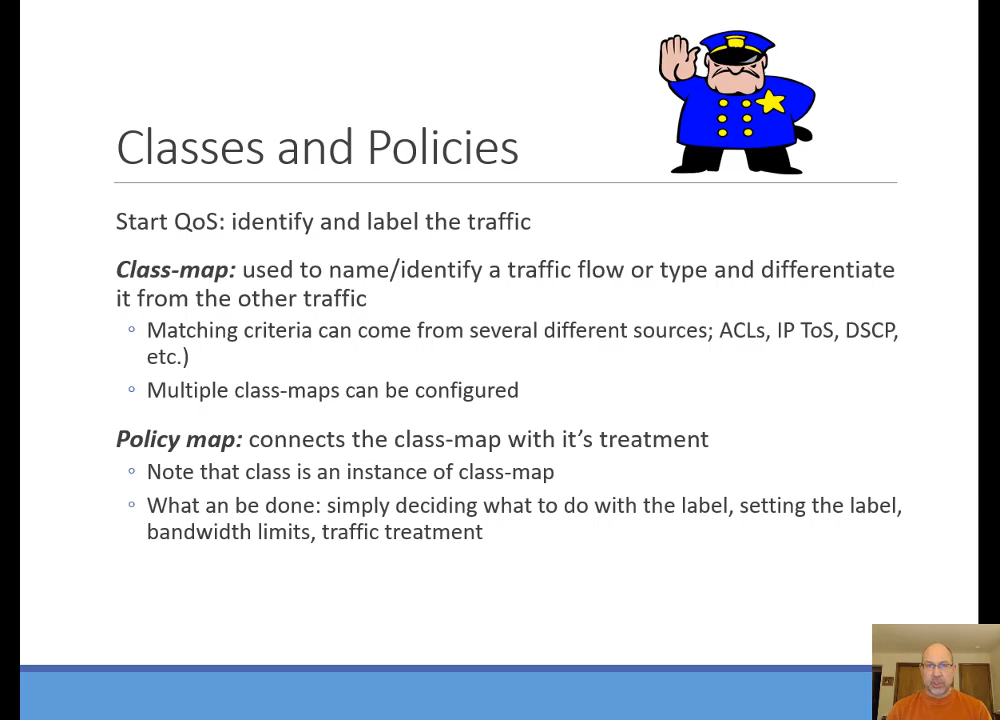 Classes and Policies
Start QoS: identify and label the traffic
Class-map: used to name/identify a traffic flow or type and differentiate
it from the other traffic
◦ Matching criteria can come from several different sources; ACLs, IP ToS, DSCP,
etc.)
◦ Multiple class-maps can be configured
Policy map: connects the class-map with it’s treatment
◦ Note that class is an instance of class-map
◦ What an be done: simply deciding what to do with the label, setting the label,
bandwidth limits, traffic treatment